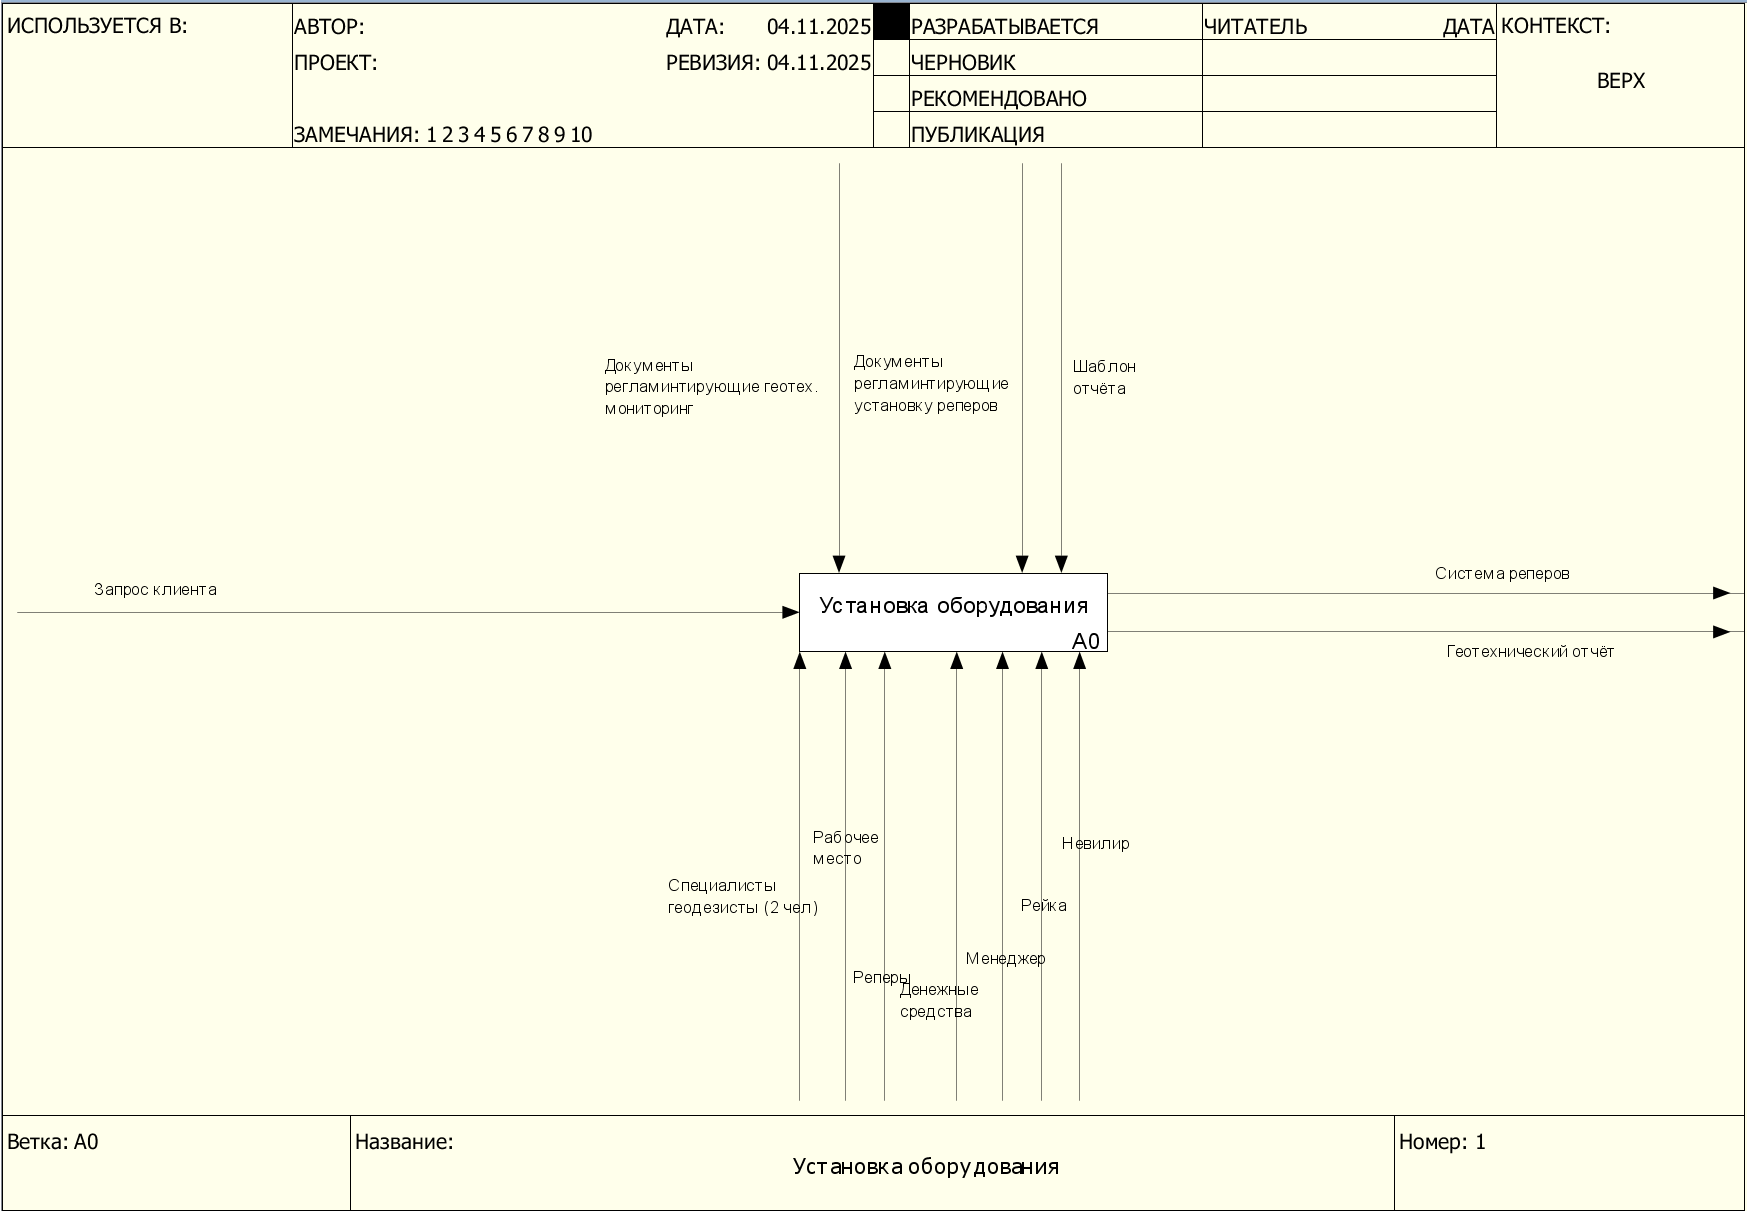 ИСПОЛЬЗУЕТСЯ В:
АВТОР:
ДАТА: 04.11.2025
ПРОЕКТ:
РЕВИЗИЯ: 04.11.2025
ЗАМЕЧАНИЯ: 1 2 3 4 5 6 7 8 9 10
РАЗРАБАТЫВАЕТСЯ
ЧЕРНОВИК
РЕКОМЕНДОВАНО
ПУБЛИКАЦИЯ
ЧИТАТЕЛЬ
ДАТА
КОНТЕКСТ:
ВЕРХ
Документы
регламинтирующие геотех.
мониторинг
Документы
регламинтирующие
установку реперов
Шаблон
отчёта
Запрос клиента
Установка оборудования
A0
Система реперов
Геотехнический отчёт
Рабочее
место
Невилир
Специалисты
геодезисты (2 чел)
Рейка
Менеджер
Реперы
Денежные
средства
Ветка: A0
Название:
Установка оборудования
Номер: 1